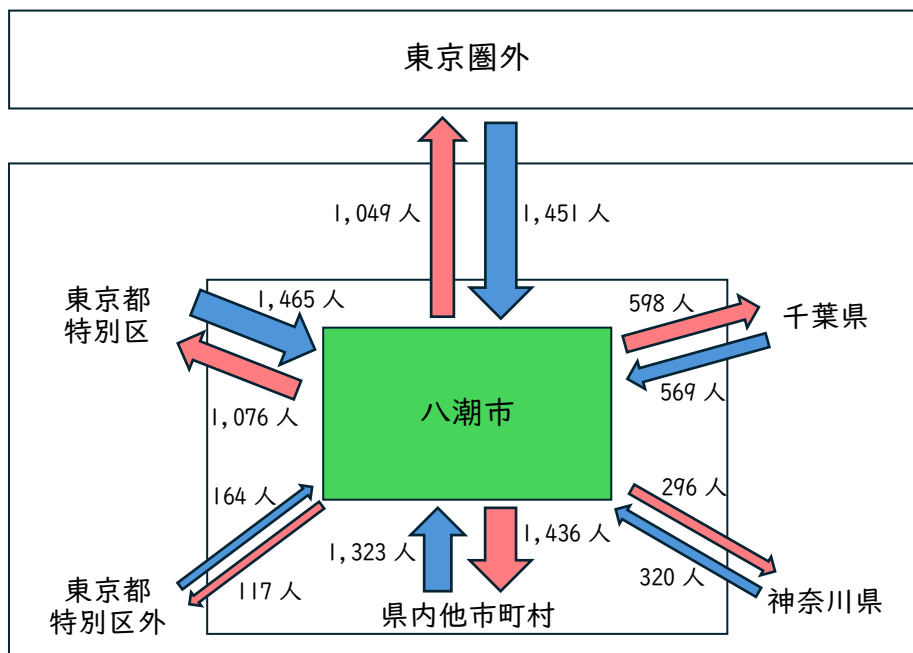 東京圏外
1,049 人
1,451 人
東京都
特別区
1,465 人
598 人
千葉県
569 人
1,076 人
八潮市
164 人
296 人
1,323 人
1,436 人
320 人
117 人
東京都
特別区外
県内他市町村
神奈川県